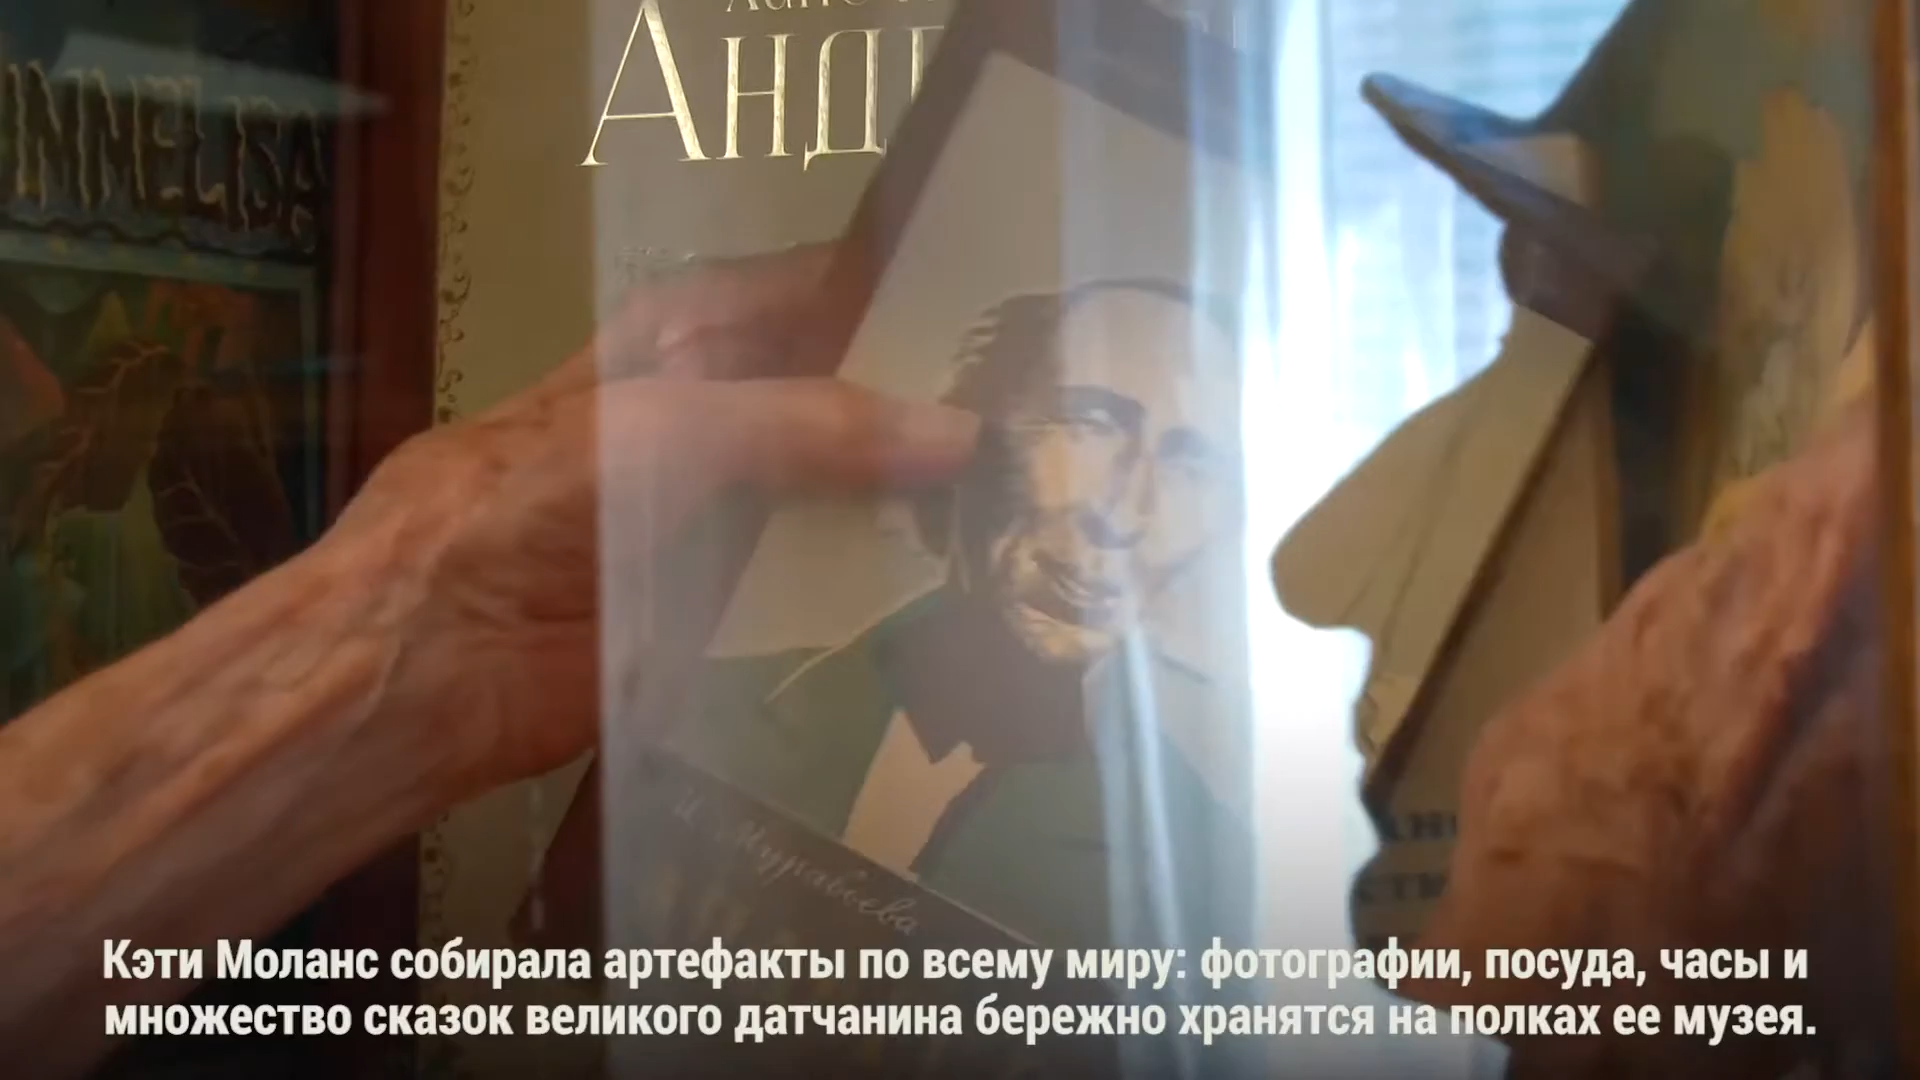 Анд
INNELISA
И. Муравьева
Кэти Моланс собирала артефакты по всему миру: фотографии, посуда, часы и
множество сказок великого датчанина бережно хранятся на полках ее музея.